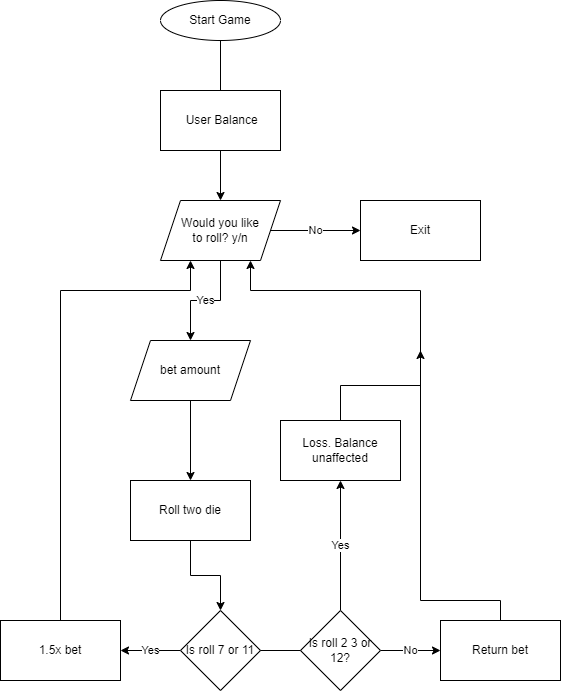 Start Game
User Balance
Would you like
to roll? y/n
No
Exit
Yes
bet amount
Loss. Balance
unaffected
Roll two die
Yes
1.5x bet
Yes
Is roll 7 or 11
Is roll 2 3 or
12?
No
Return bet